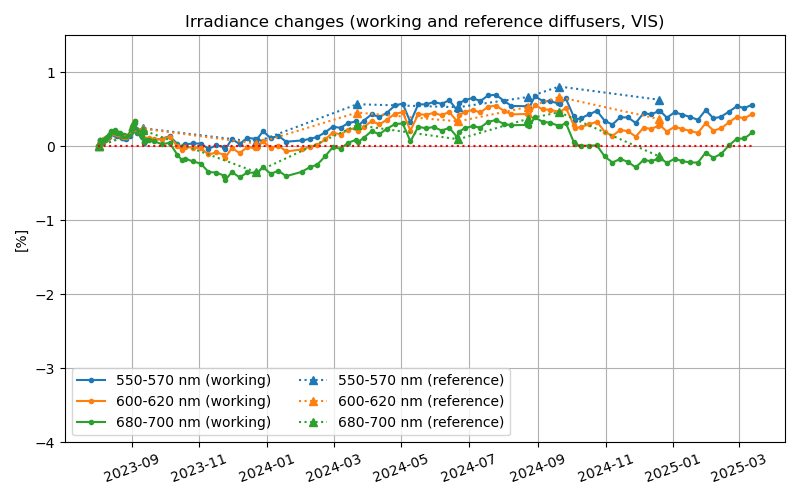 Irradiance changes (working and reference diffusers, VIS)
[%]
1
0
−1
−2
−3
−4
550-570 nm (working)
600-620 nm (working)
680-700 nm (working)
550-570 nm (reference)
600-620 nm (reference)
680-700 nm (reference)
2023-09
2023-11
2024-01
2024-03
2024-05
2024-07
2024-09
2024-11
2025-01
2025-03